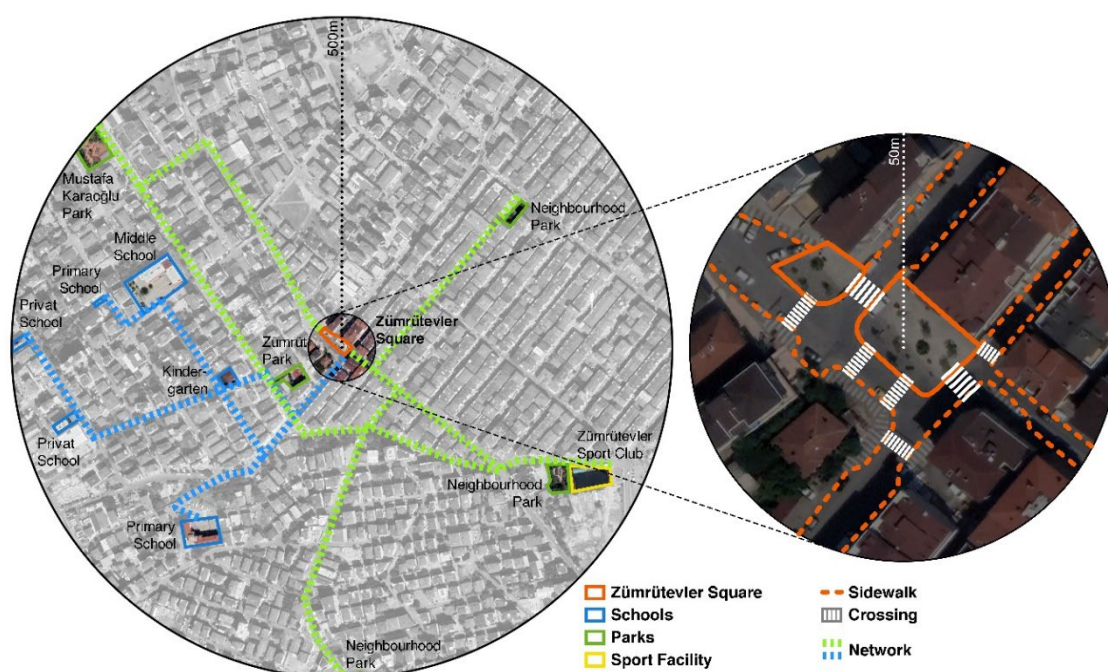 500m
Mustafa
Karaoğlu
Park
Middle
School
Primary
School
Privat School
Kinder-
garten
Privat
School
Primary
School
Zümrüt
Park
Zümrütevler
Square
Neighbourhood
Park
Zümrütevler
Sport Club
Neighbourhood
Park
Neighbourhood
Park
50m
Zümrütevler Square
Schools
Parks
Sport Facility
Sidewalk
Crossing
Network